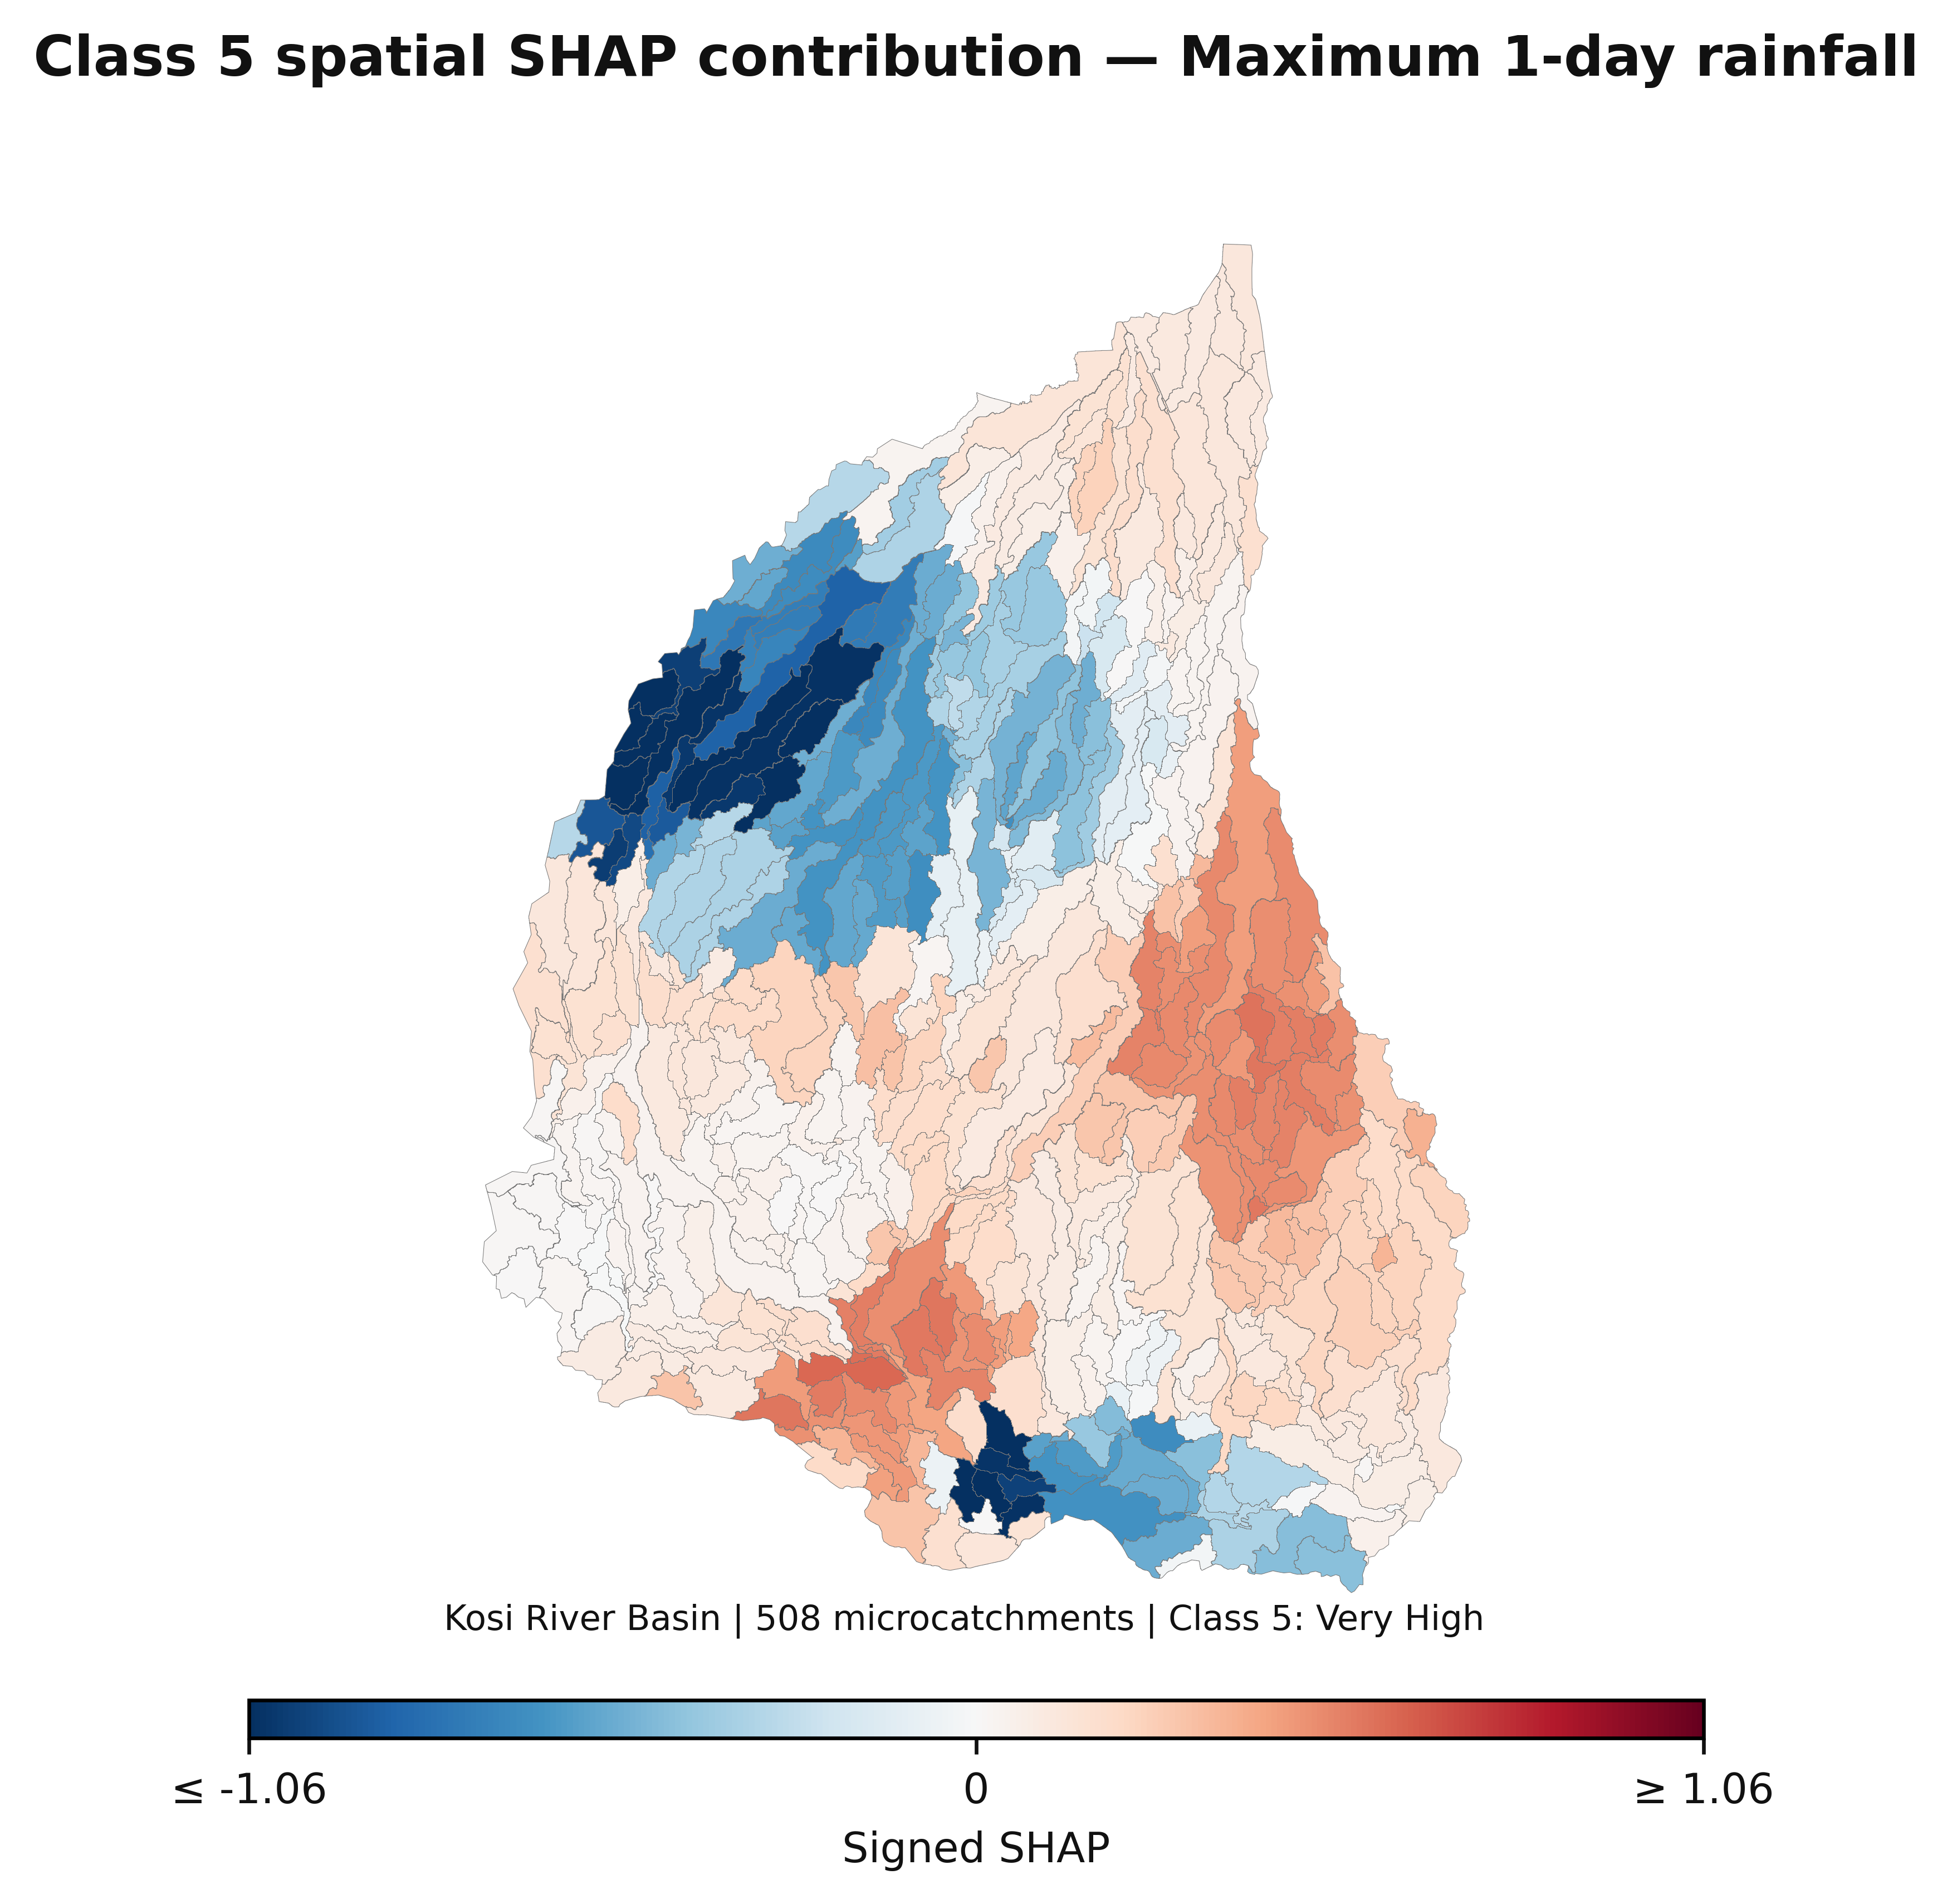 Class 5 spatial SHAP contribution — Maximum 1-day rainfall
Kosi River Basin | 508 microcatchments | Class 5: Very High
≤ -1.06 0 ≥ 1.06
Signed SHAP